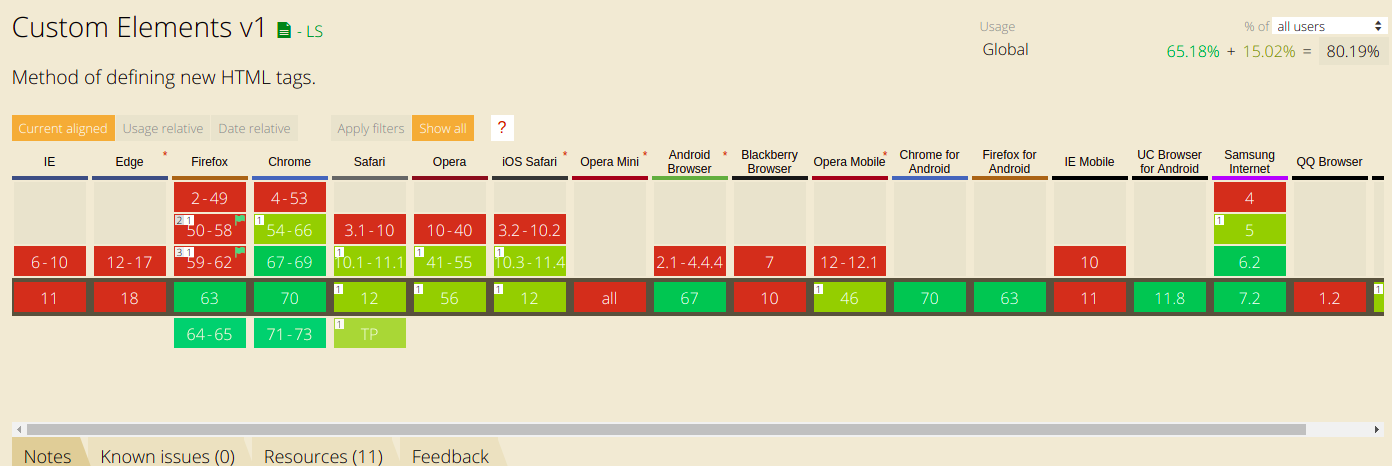 Custom Elements v1 - LS
Usage % of all users
Global 65.18% + 15.02% = 80.19%
Method of defining new HTML tags.
Current aligned Usage relative Date relative Apply filters Show all ?
IE Edge * Firefox Chrome Safari Opera iOS Safari * Opera Mini * Android Browser * Blackberry Browser Opera Mobile * Chrome for Android Firefox for Android IE Mobile UC Browser for Android Samsung Internet QQ Browser
2-49 4-53 4
2 1 50-58 1 54-66 3.1-10 10-40 3.2-10.2 1 5
6-10 12-17 3 1 59-62 67-69 1 10.1-11.1 1 41-55 1 10.3-11.4 2.1-4.4.4 7 12-12.1 10 6.2
11 18 63 70 1 12 1 56 1 12 all 67 10 1 46 70 63 11 11.8 7.2 1.2 1
64-65 71-73 1 TP
Notes Known issues (0) Resources (11) Feedback